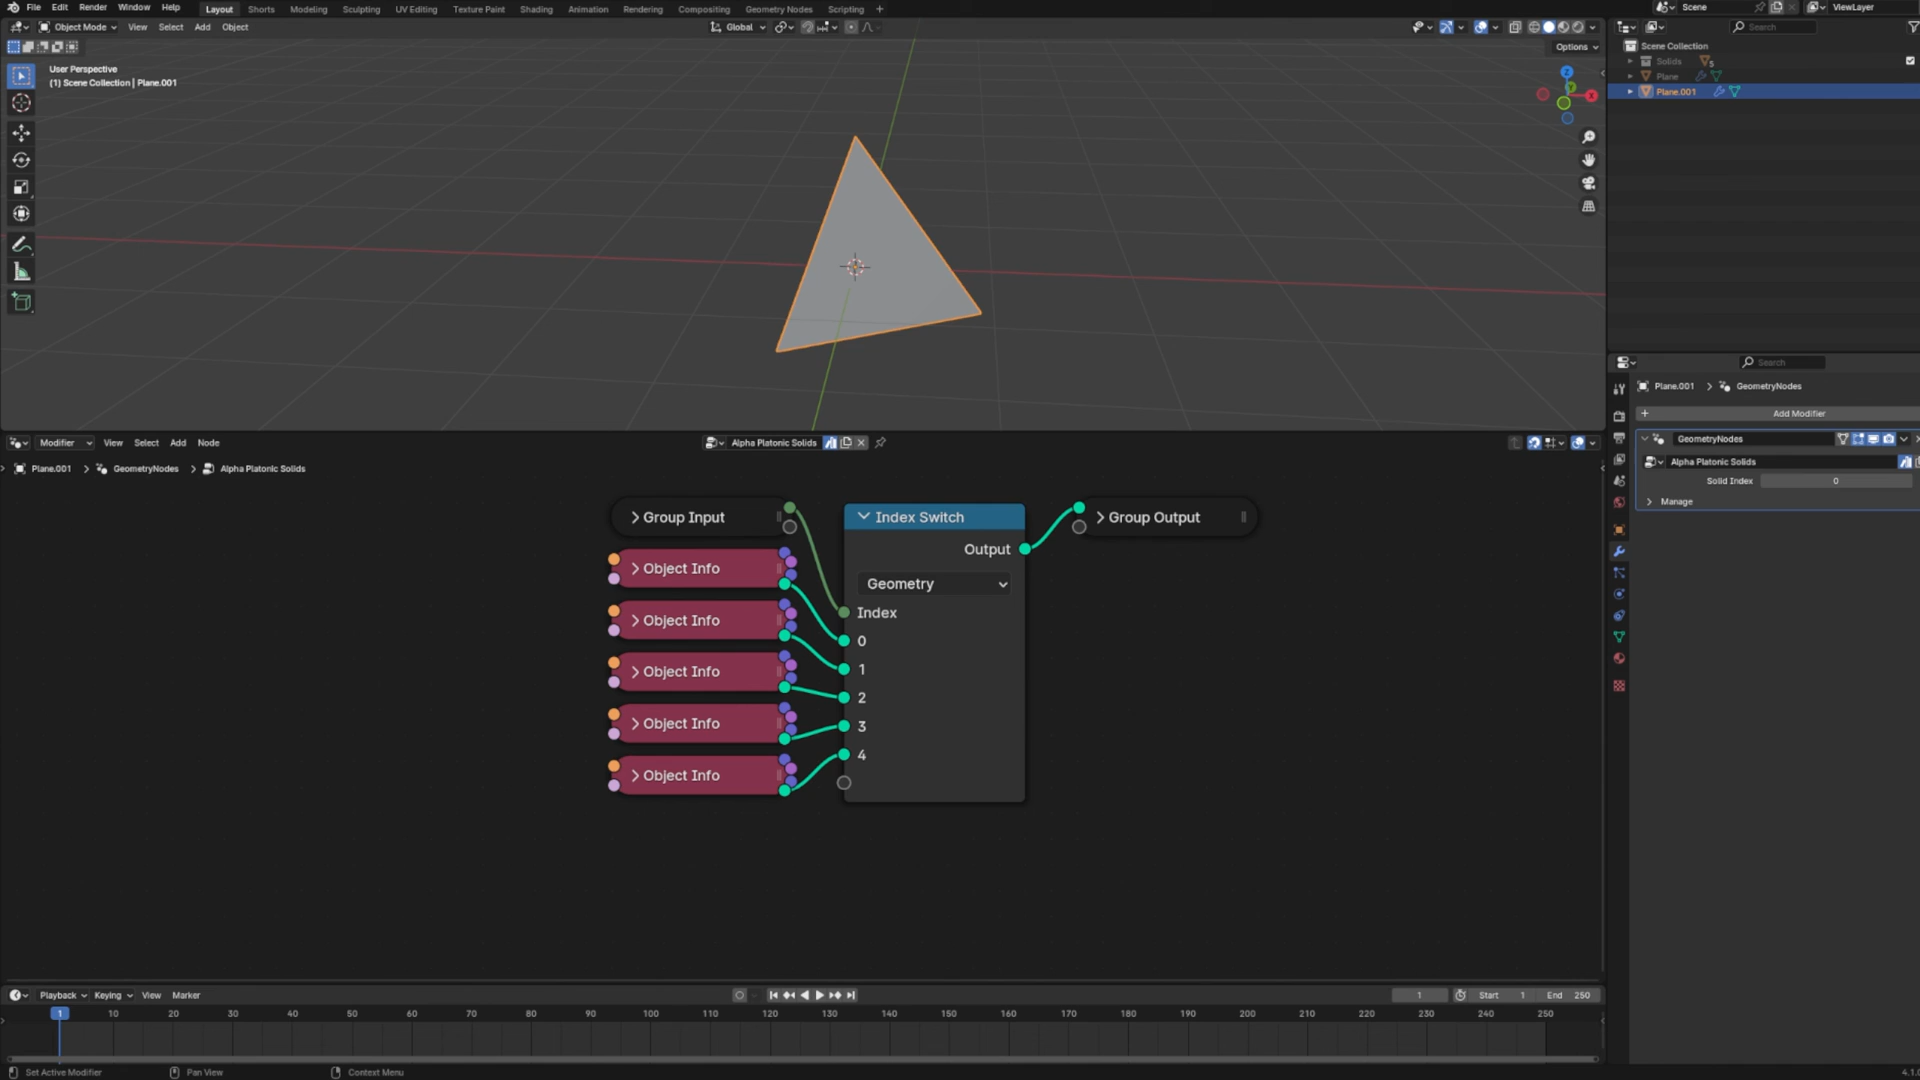 File Edit Render Window Help Layout Shorts Modeling Sculpting UV Editing Texture Paint Shading Animation Rendering Compositing Geometry Nodes Scripting +
Scene
ViewLayer
Object Mode View Select Add Object
Global
Options
User Perspective
(1) Scene Collection | Plane.001
Search
Scene Collection
Solids 5
Plane
Plane.001
Search
Plane.001 > GeometryNodes
+ Add Modifier
GeometryNodes
Alpha Platonic Solids
Solid Index 0
Manage
Modifier View Select Add Node
Alpha Platonic Solids
Plane.001 > GeometryNodes > Alpha Platonic Solids
Group Input
Object Info
Object Info
Object Info
Object Info
Object Info
Index Switch
Output
Geometry
Index
0
1
2
3
4
Group Output
Playback Keying View Marker
1
Start 1 End 250
1 10 20 30 40 50 60 70 80 90 100 110 120 130 140 150 160 170 180 190 200 210 220 230 240 250
Set Active Modifier Pan View Context Menu
4.1.